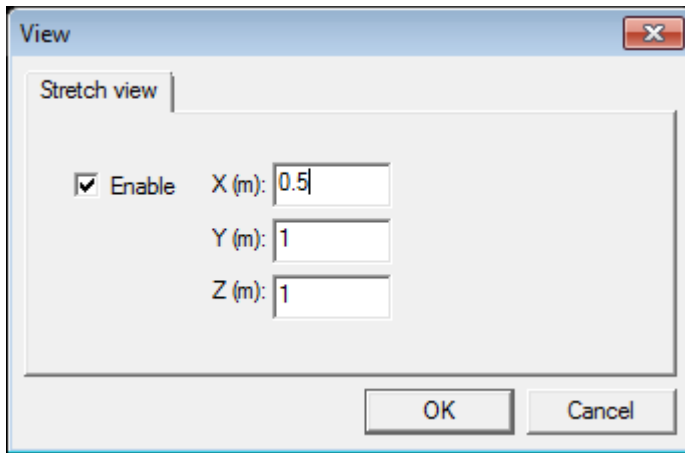 View
Stretch view
Enable X (m): 0.5
Y (m): 1
Z (m): 1
OK Cancel